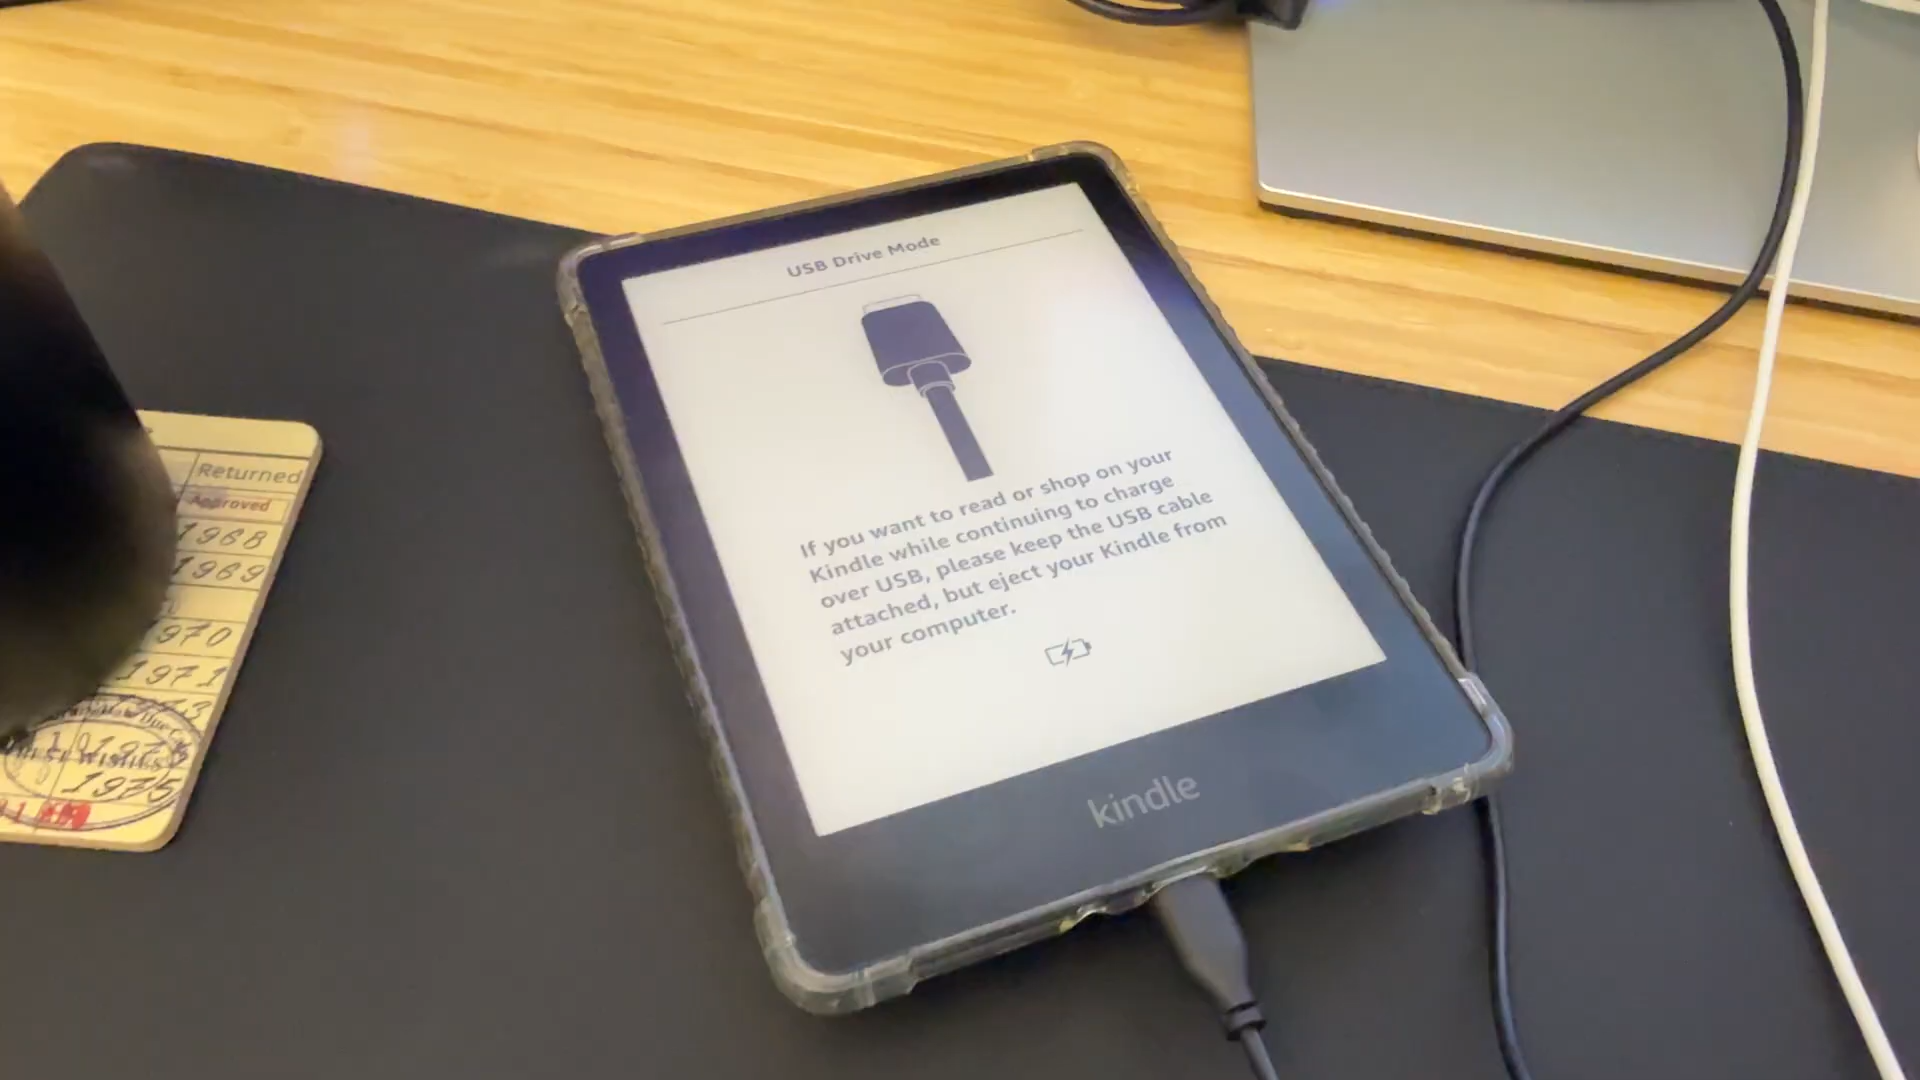 USB Drive Mode
If you want to read or shop on your
Kindle while continuing to charge
over USB, please keep the USB cable
attached, but eject your Kindle from
your computer.
kindle
Returned
Approved
1968
1969
1970
1971
1975